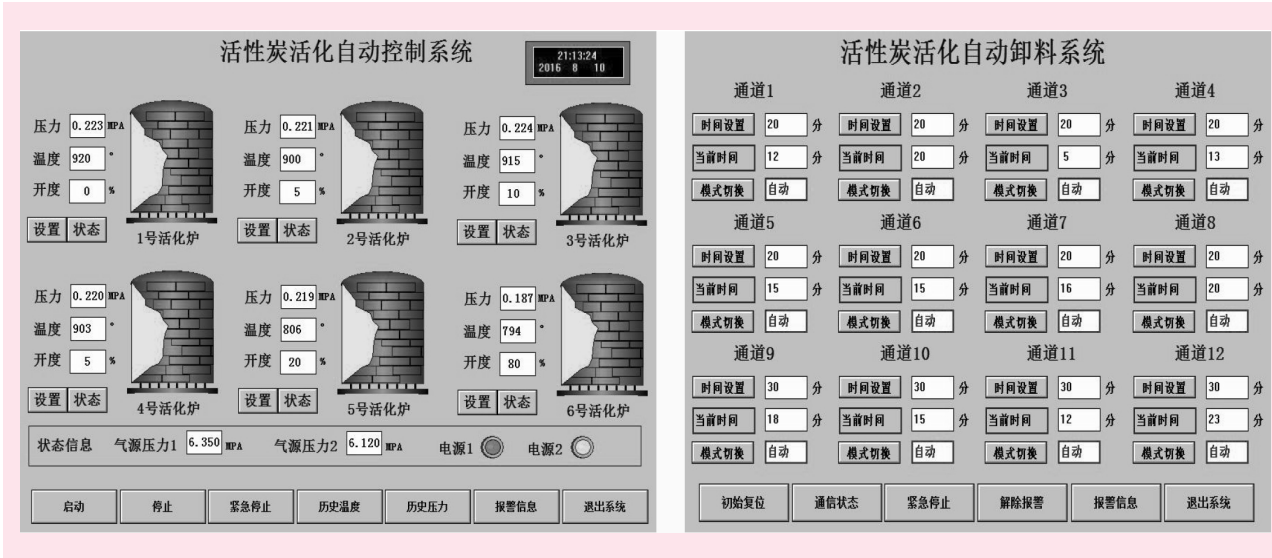 活性炭活化自动控制系统
21:13:24
2016 8 10
压力 0.223 MPA
温度 920 °
开度 0 %
设置 状态
1号活化炉
压力 0.221 MPA
温度 900 °
开度 5 %
设置 状态
2号活化炉
压力 0.224 MPA
温度 915 °
开度 10 %
设置 状态
3号活化炉
压力 0.220 MPA
温度 903 °
开度 5 %
设置 状态
4号活化炉
压力 0.219 MPA
温度 806 °
开度 20 %
设置 状态
5号活化炉
压力 0.187 MPA
温度 794 °
开度 80 %
设置 状态
6号活化炉
状态信息 气源压力1 6.350 MPA 气源压力2 6.120 MPA 电源1 电源2
启动 停止 紧急停止 历史温度 历史压力 报警信息 退出系统
活性炭活化自动卸料系统
通道1 通道2 通道3 通道4
时间设置 20 分 时间设置 20 分 时间设置 20 分 时间设置 20 分
当前时间 12 分 当前时间 20 分 当前时间 5 分 当前时间 13 分
模式切换 自动 模式切换 自动 模式切换 自动 模式切换 自动
通道5 通道6 通道7 通道8
时间设置 20 分 时间设置 20 分 时间设置 20 分 时间设置 20 分
当前时间 15 分 当前时间 15 分 当前时间 16 分 当前时间 20 分
模式切换 自动 模式切换 自动 模式切换 自动 模式切换 自动
通道9 通道10 通道11 通道12
时间设置 30 分 时间设置 30 分 时间设置 30 分 时间设置 30 分
当前时间 18 分 当前时间 15 分 当前时间 12 分 当前时间 23 分
模式切换 自动 模式切换 自动 模式切换 自动 模式切换 自动
初始复位 通信状态 紧急停止 解除报警 报警信息 退出系统